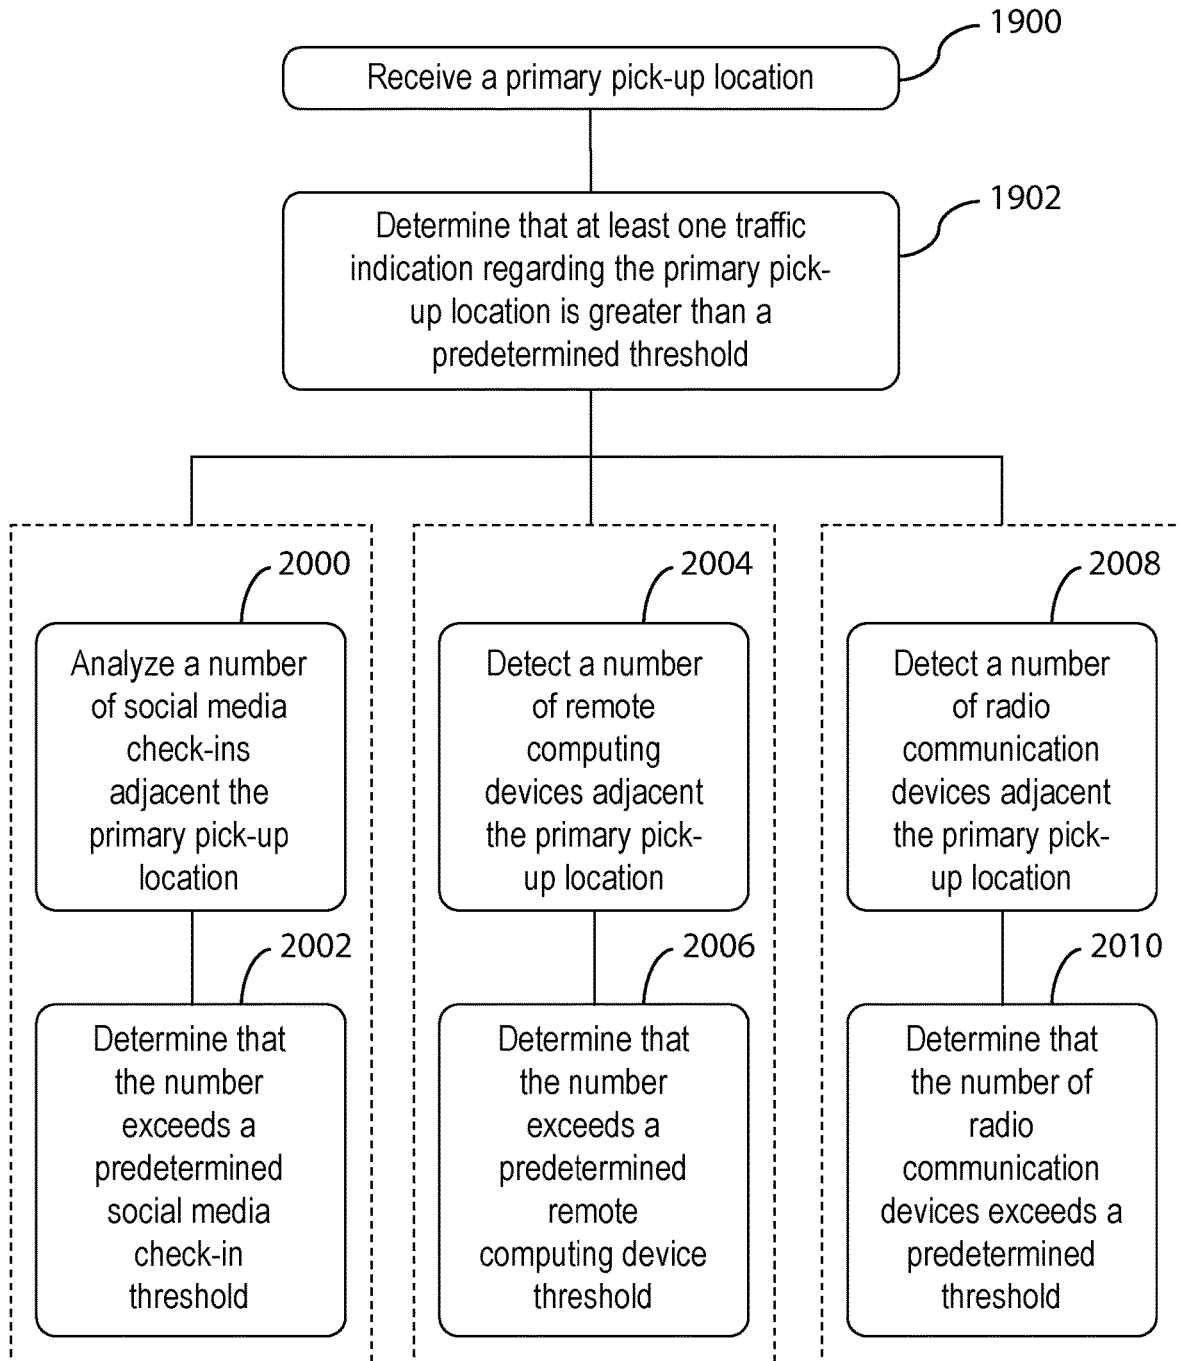 1900
Receive a primary pick-up location
1902
Determine that at least one traffic
indication regarding the primary pick-
up location is greater than a
predetermined threshold
2000
Analyze a number
of social media
check-ins
adjacent the
primary pick-up
location
2002
Determine that
the number
exceeds a
predetermined
social media
check-in
threshold
2004
Detect a number
of remote
computing
devices adjacent
the primary pick-
up location
2006
Determine that
the number
exceeds a
predetermined
remote
computing device
threshold
2008
Detect a number
of radio
communication
devices adjacent
the primary pick-
up location
2010
Determine that
the number of
radio
communication
devices exceeds a
predetermined
threshold